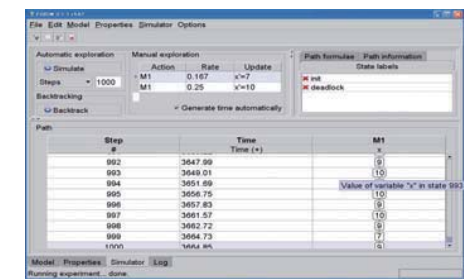 File Edit Model Properties Simulator Options
Automatic exploration
Simulate
Steps 1000
Backtracking
Backtrack
Manual exploration
Action Rate Update
M1 0.167 x'=7
M1 0.25 x'=10
Generate time automatically
Path formulae Path information
State labels
init
deadlock
Path
Step Time M1
# Time (+) x
992 3647.99 9
993 3649.01 10
994 3651.69
Value of variable "x" in state 993
995 3656.75 10
996 3657.83 9
997 3661.57 10
998 3662.72 9
999 3664.73 7
1000 3664.85 9
Model Properties Simulator Log
Running experiment... done.